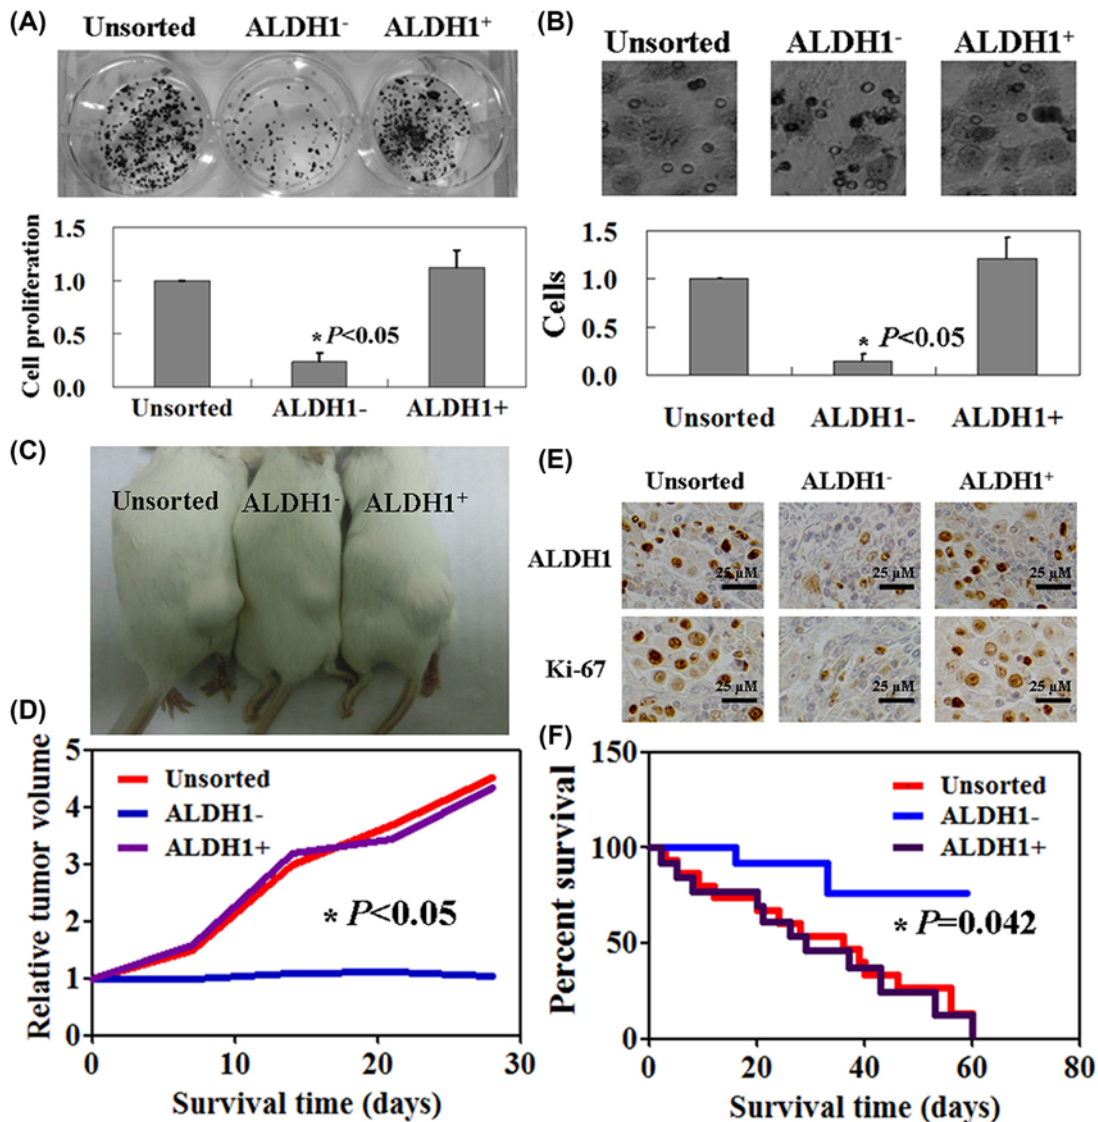 (A)
Unsorted ALDH1- ALDH1+
Cell proliferation
1.5
1.0
0.5
0.0
* P<0.05
Unsorted ALDH1- ALDH1+
(B)
Unsorted ALDH1- ALDH1+
Cells
1.5
1.0
0.5
0.0
* P<0.05
Unsorted ALDH1- ALDH1+
(C)
Unsorted ALDH1- ALDH1+
(D)
Relative tumor volume
5
4
3
2
1
0
Unsorted
ALDH1-
ALDH1+
* P<0.05
0 10 20 30
Survival time (days)
(E)
Unsorted ALDH1- ALDH1+
ALDH1
25 µM 25 µM 25 µM
Ki-67
25 µM 25 µM 25 µM
(F)
Percent survival
150
100
50
0
Unsorted
ALDH1-
ALDH1+
* P=0.042
0 20 40 60 80
Survival time (days)